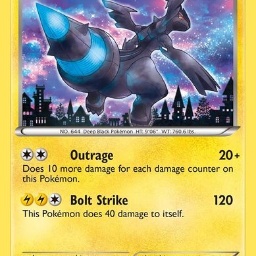 NO. 644 Deep Black Pokémon HT: 9'06" WT: 760.6 lbs.
Outrage 20+
Does 10 more damage for each damage counter on
this Pokémon.
Bolt Strike 120
This Pokémon does 40 damage to itself.